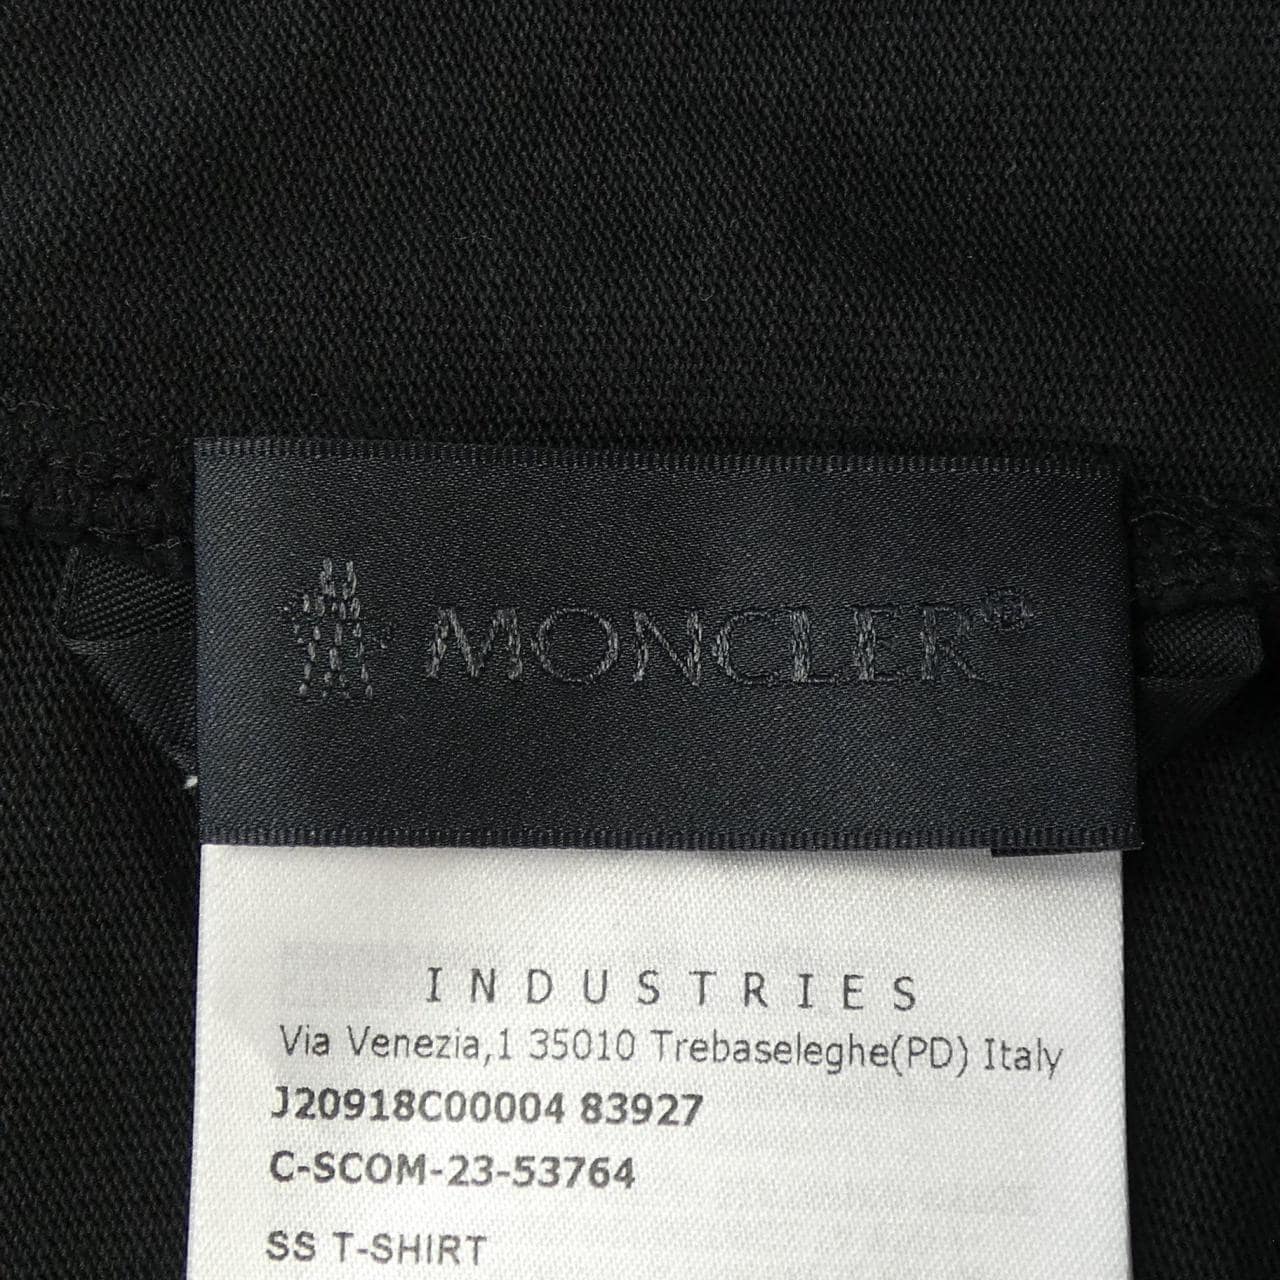 MONCLER
INDUSTRIES
Via Venezia,1 35010 Trebaseleghe(PD) Italy
J20918C00004 83927
C-SCOM-23-53764
SS T-SHIRT